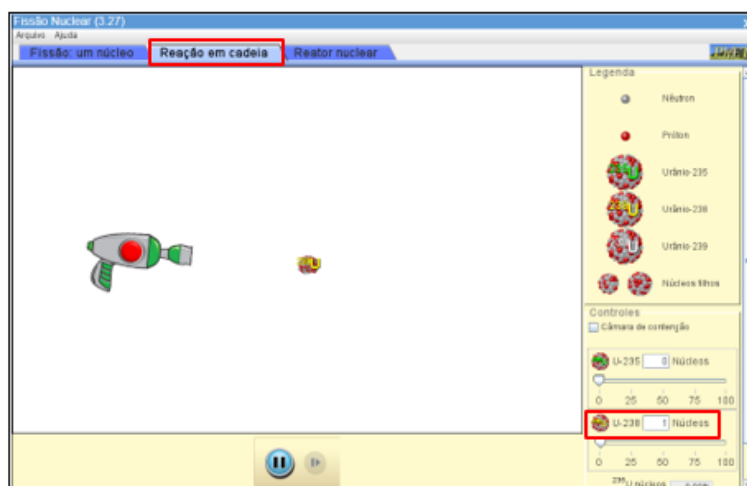 Fissão Nuclear (3.27)
Arquivo Ajuda
Fissão: um núcleo Reação em cadeia Reator nuclear
Legenda
Nêutron
Próton
Urânio-235
Urânio-238
Urânio-239
Núcleos filhos
Controles
Câmara de contenção
U-235 0 Núcleos
0 25 50 75 100
U-238 1 Núcleos
0 25 50 75 100